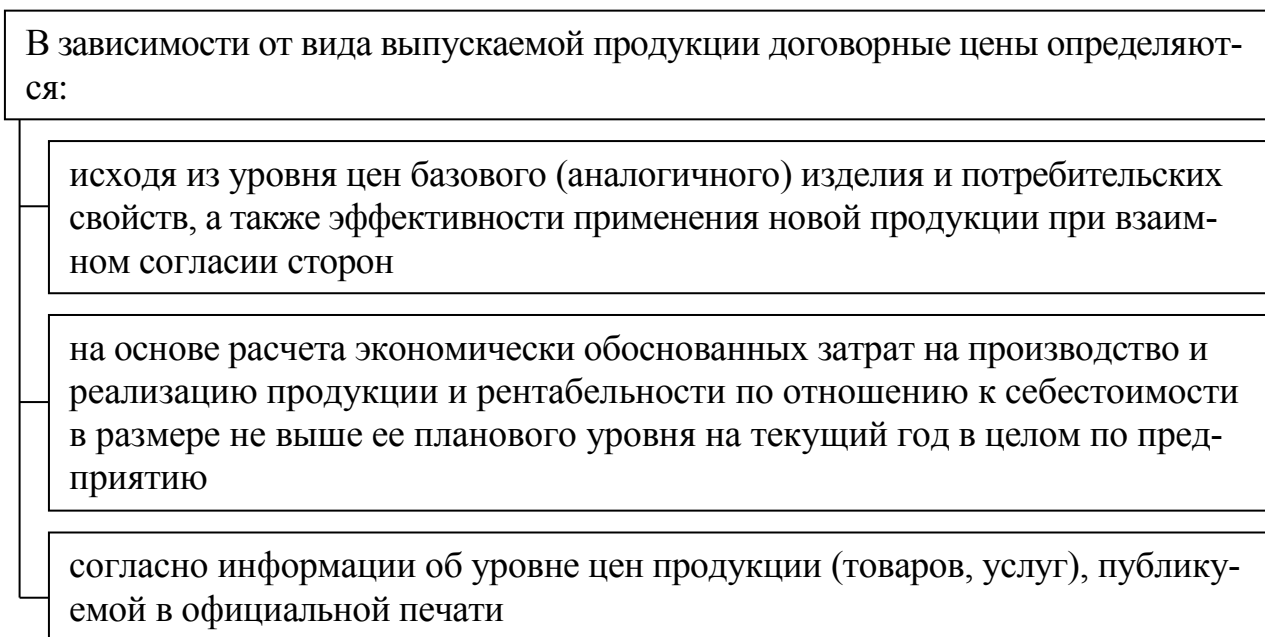 В зависимости от вида выпускаемой продукции договорные цены определяют-
ся:
исходя из уровня цен базового (аналогичного) изделия и потребительских
свойств, а также эффективности применения новой продукции при взаим-
ном согласии сторон
на основе расчета экономически обоснованных затрат на производство и
реализацию продукции и рентабельности по отношению к себестоимости
в размере не выше ее планового уровня на текущий год в целом по пред-
приятию
согласно информации об уровне цен продукции (товаров, услуг), публику-
емой в официальной печати